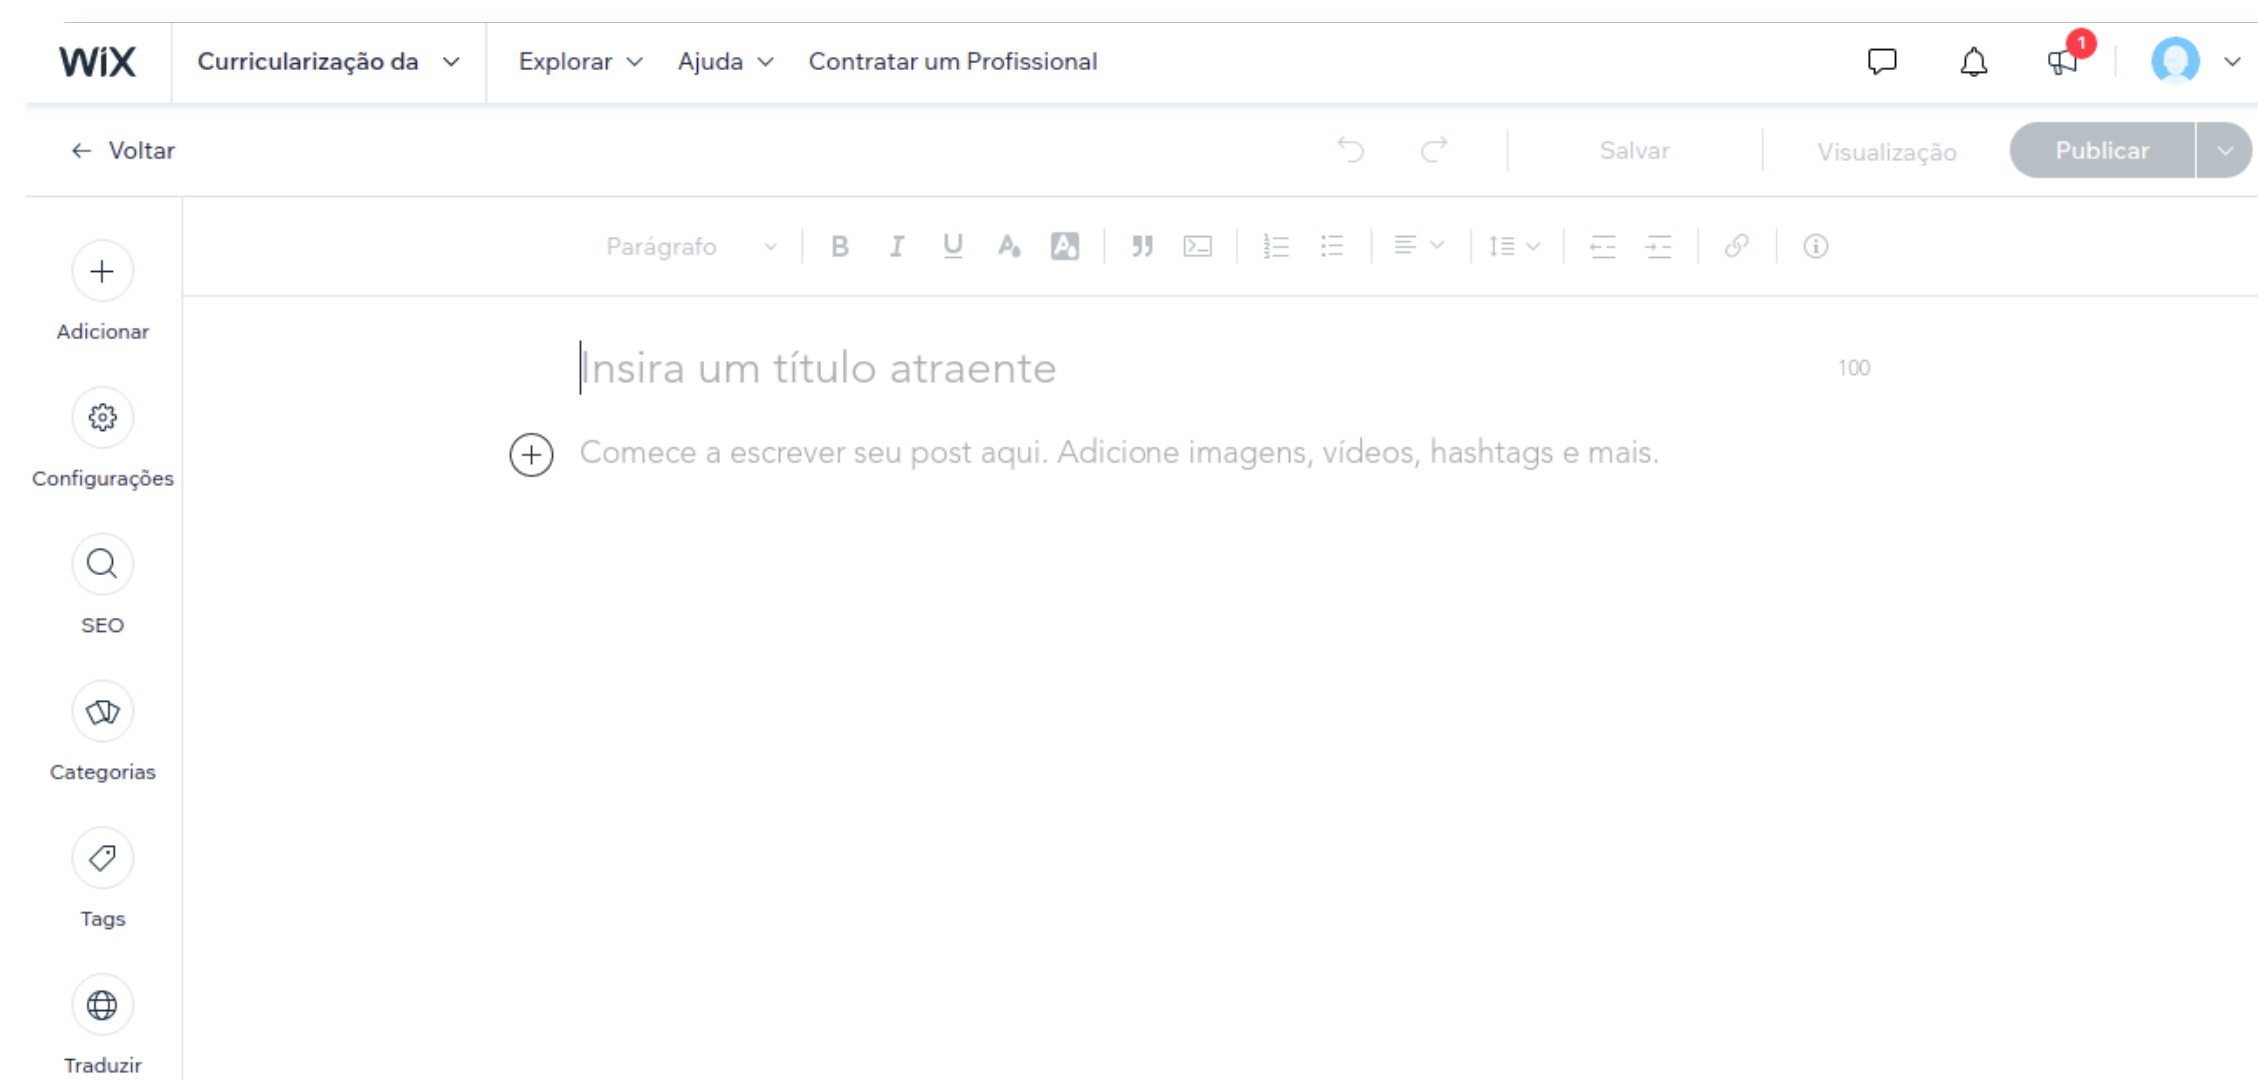 WiX Curricularização da Explorar Ajuda Contratar um Profissional 1
Voltar Salvar Visualização Publicar
Parágrafo B I U A A
Adicionar
Insira um título atraente 100
Comece a escrever seu post aqui. Adicione imagens, vídeos, hashtags e mais.
Configurações
SEO
Categorias
Tags
Traduzir